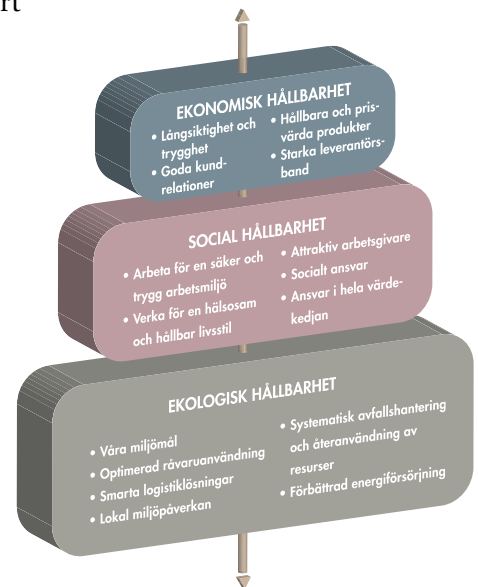 rt
EKONOMISK HÅLLBARHET
• Långsiktighet och
trygghet
• Goda kund-
relationer
• Hållbara och pris-
värda produkter
• Starka leverantörs-
band
SOCIAL HÅLLBARHET
• Arbeta för en säker och
trygg arbetsmiljö
• Verka för en hälsosam
och hållbar livsstil
• Attraktiv arbetsgivare
• Socialt ansvar
• Ansvar i hela värde-
kedjan
EKOLOGISK HÅLLBARHET
• Våra miljömål
• Optimerad råvaruanvändning
• Smarta logistiklösningar
• Lokal miljöpåverkan
• Systematisk avfallshantering
och återanvändning av
resurser
• Förbättrad energiförsörjning